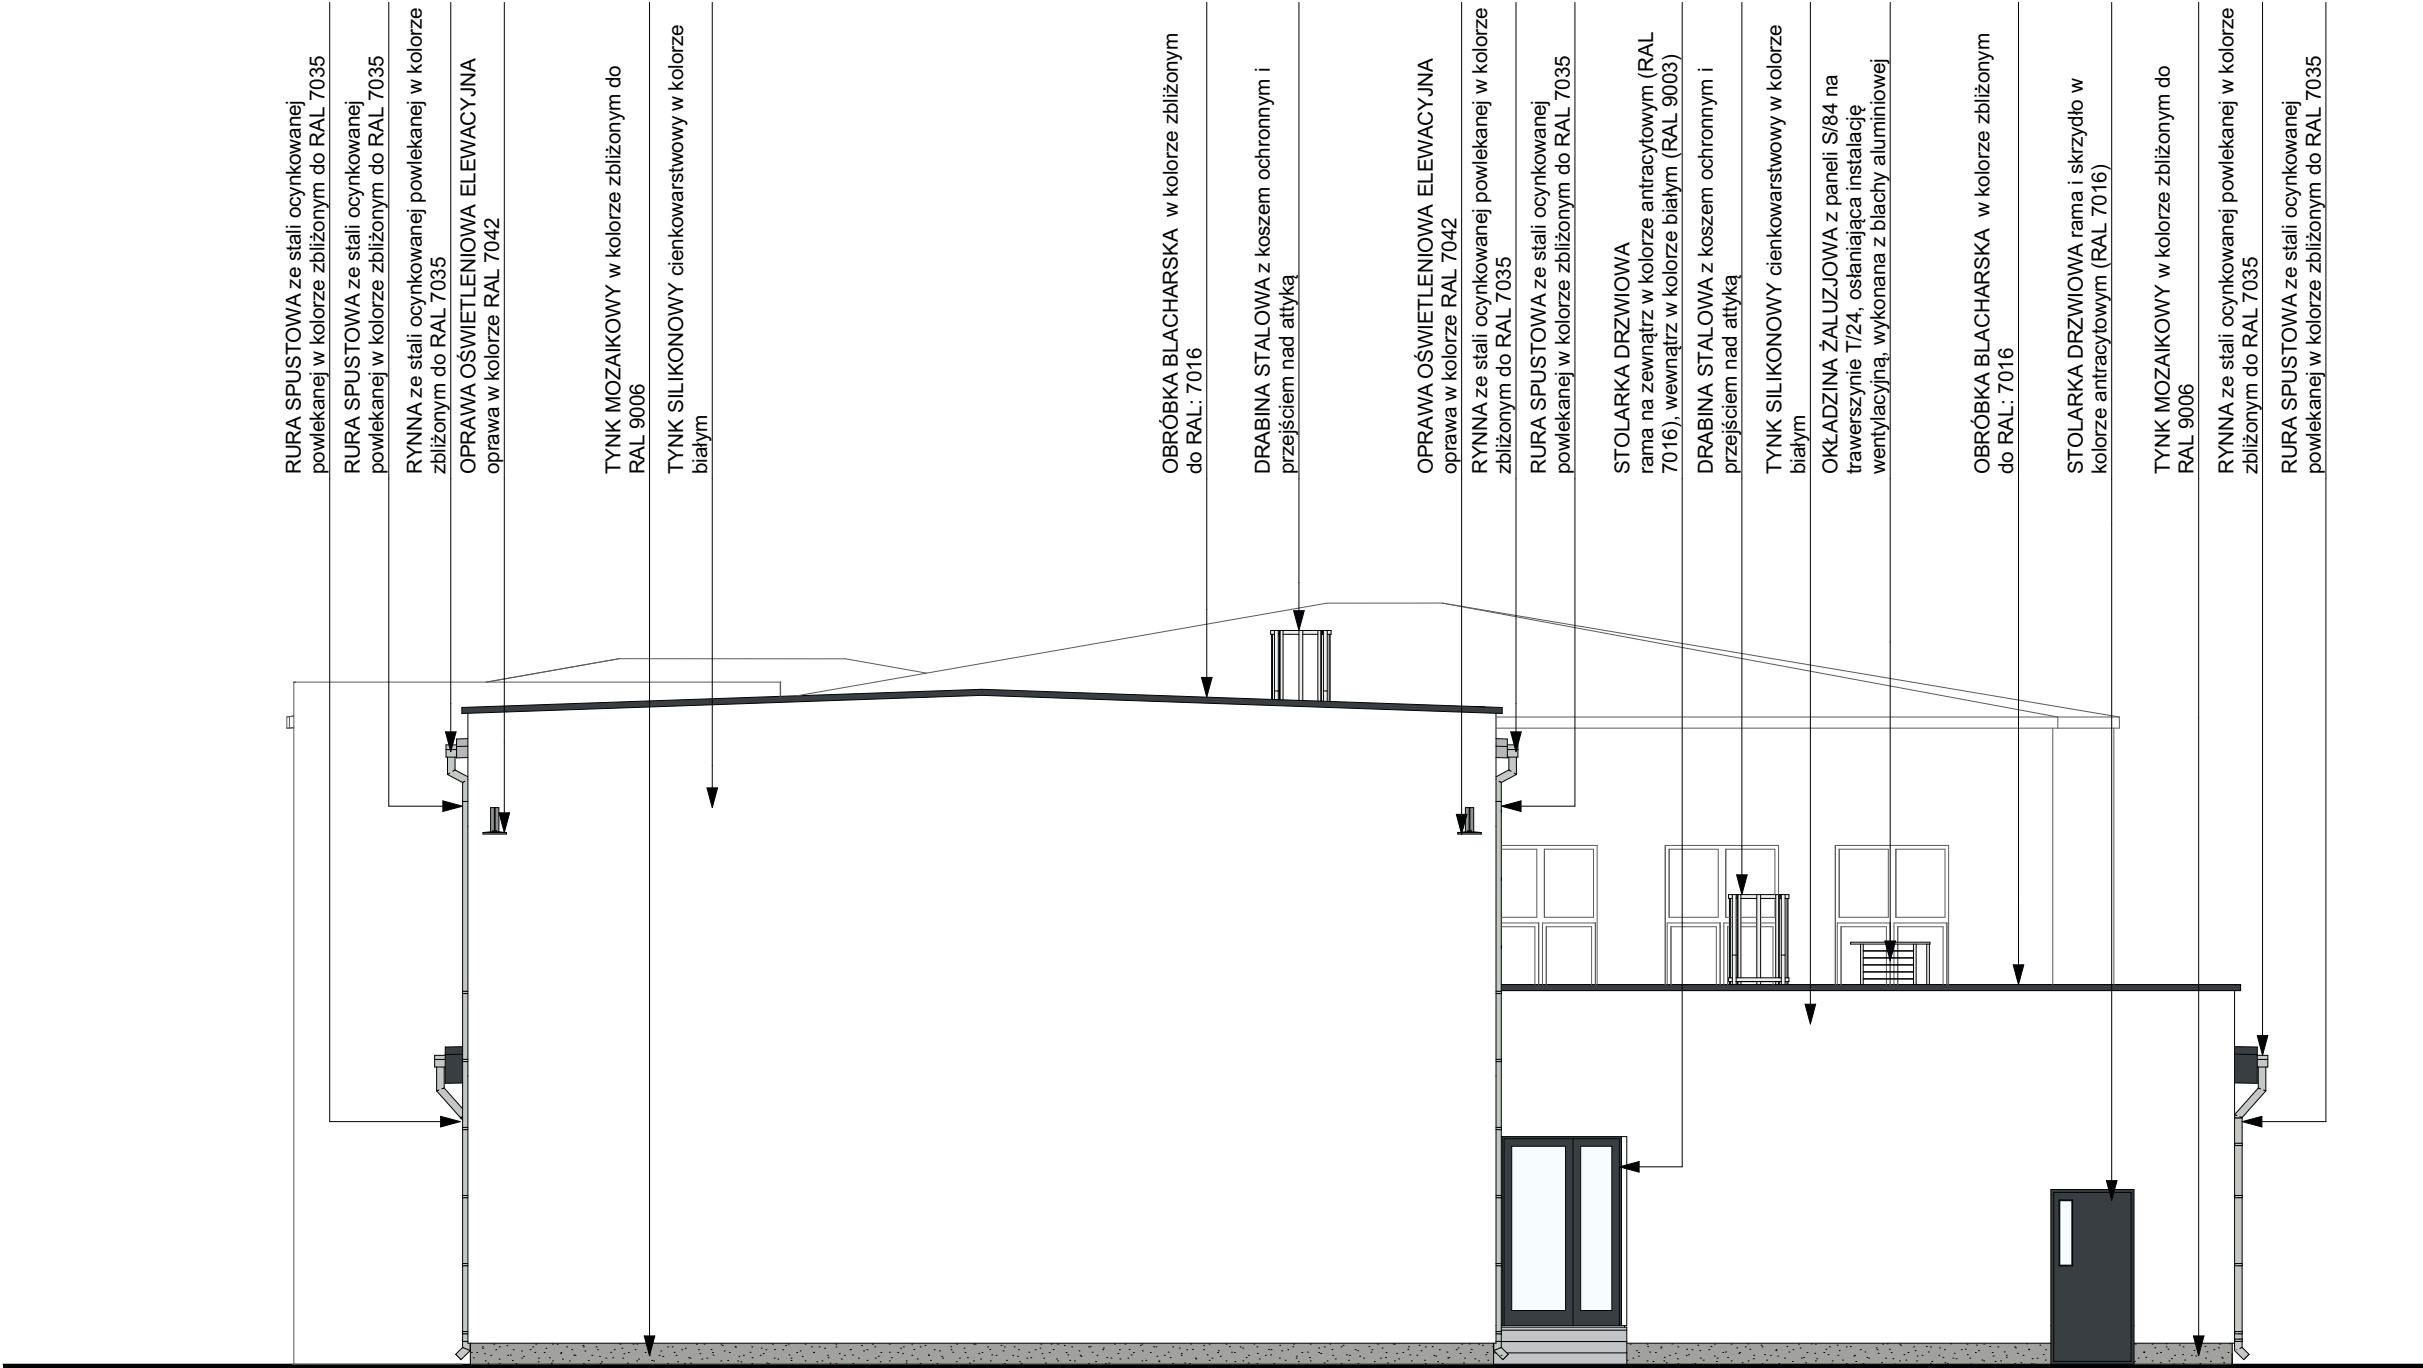 RURA SPUSTOWA ze stali ocynkowanej
powlekanej w kolorze zbliżonym do RAL 7035
RURA SPUSTOWA ze stali ocynkowanej
powlekanej w kolorze zbliżonym do RAL 7035
RYNNA ze stali ocynkowanej powlekanej w kolorze
zbliżonym do RAL 7035
OPRAWA OŚWIETLENIOWA ELEWACYJNA
oprawa w kolorze RAL 7042
TYNK MOZAIKOWY w kolorze zbliżonym do
RAL 9006
TYNK SILIKONOWY cienkowarstwowy w kolorze
białym
OBRÓBKA BLACHARSKA w kolorze zbliżonym
do RAL: 7016
DRABINA STALOWA z koszem ochronnym i
przejściem nad attyką
OPRAWA OŚWIETLENIOWA ELEWACYJNA
oprawa w kolorze RAL 7042
RYNNA ze stali ocynkowanej powlekanej w kolorze
zbliżonym do RAL 7035
RURA SPUSTOWA ze stali ocynkowanej
powlekanej w kolorze zbliżonym do RAL 7035
STOLARKA DRZWIOWA
rama na zewnątrz w kolorze antracytowym (RAL
7016), wewnątrz w kolorze białym (RAL 9003)
DRABINA STALOWA z koszem ochronnym i
przejściem nad attyką
TYNK SILIKONOWY cienkowarstwowy w kolorze
białym
OKŁADZINA ŻALUZJOWA z paneli S/84 na
trawerszynie T/24, osłaniająca instalację
wentylacyjną, wykonana z blachy aluminiowej
OBRÓBKA BLACHARSKA w kolorze zbliżonym
do RAL: 7016
STOLARKA DRZWIOWA rama i skrzydło w
kolorze antracytowym (RAL 7016)
TYNK MOZAIKOWY w kolorze zbliżonym do
RAL 9006
RYNNA ze stali ocynkowanej powlekanej w kolorze
zbliżonym do RAL 7035
RURA SPUSTOWA ze stali ocynkowanej
powlekanej w kolorze zbliżonym do RAL 7035